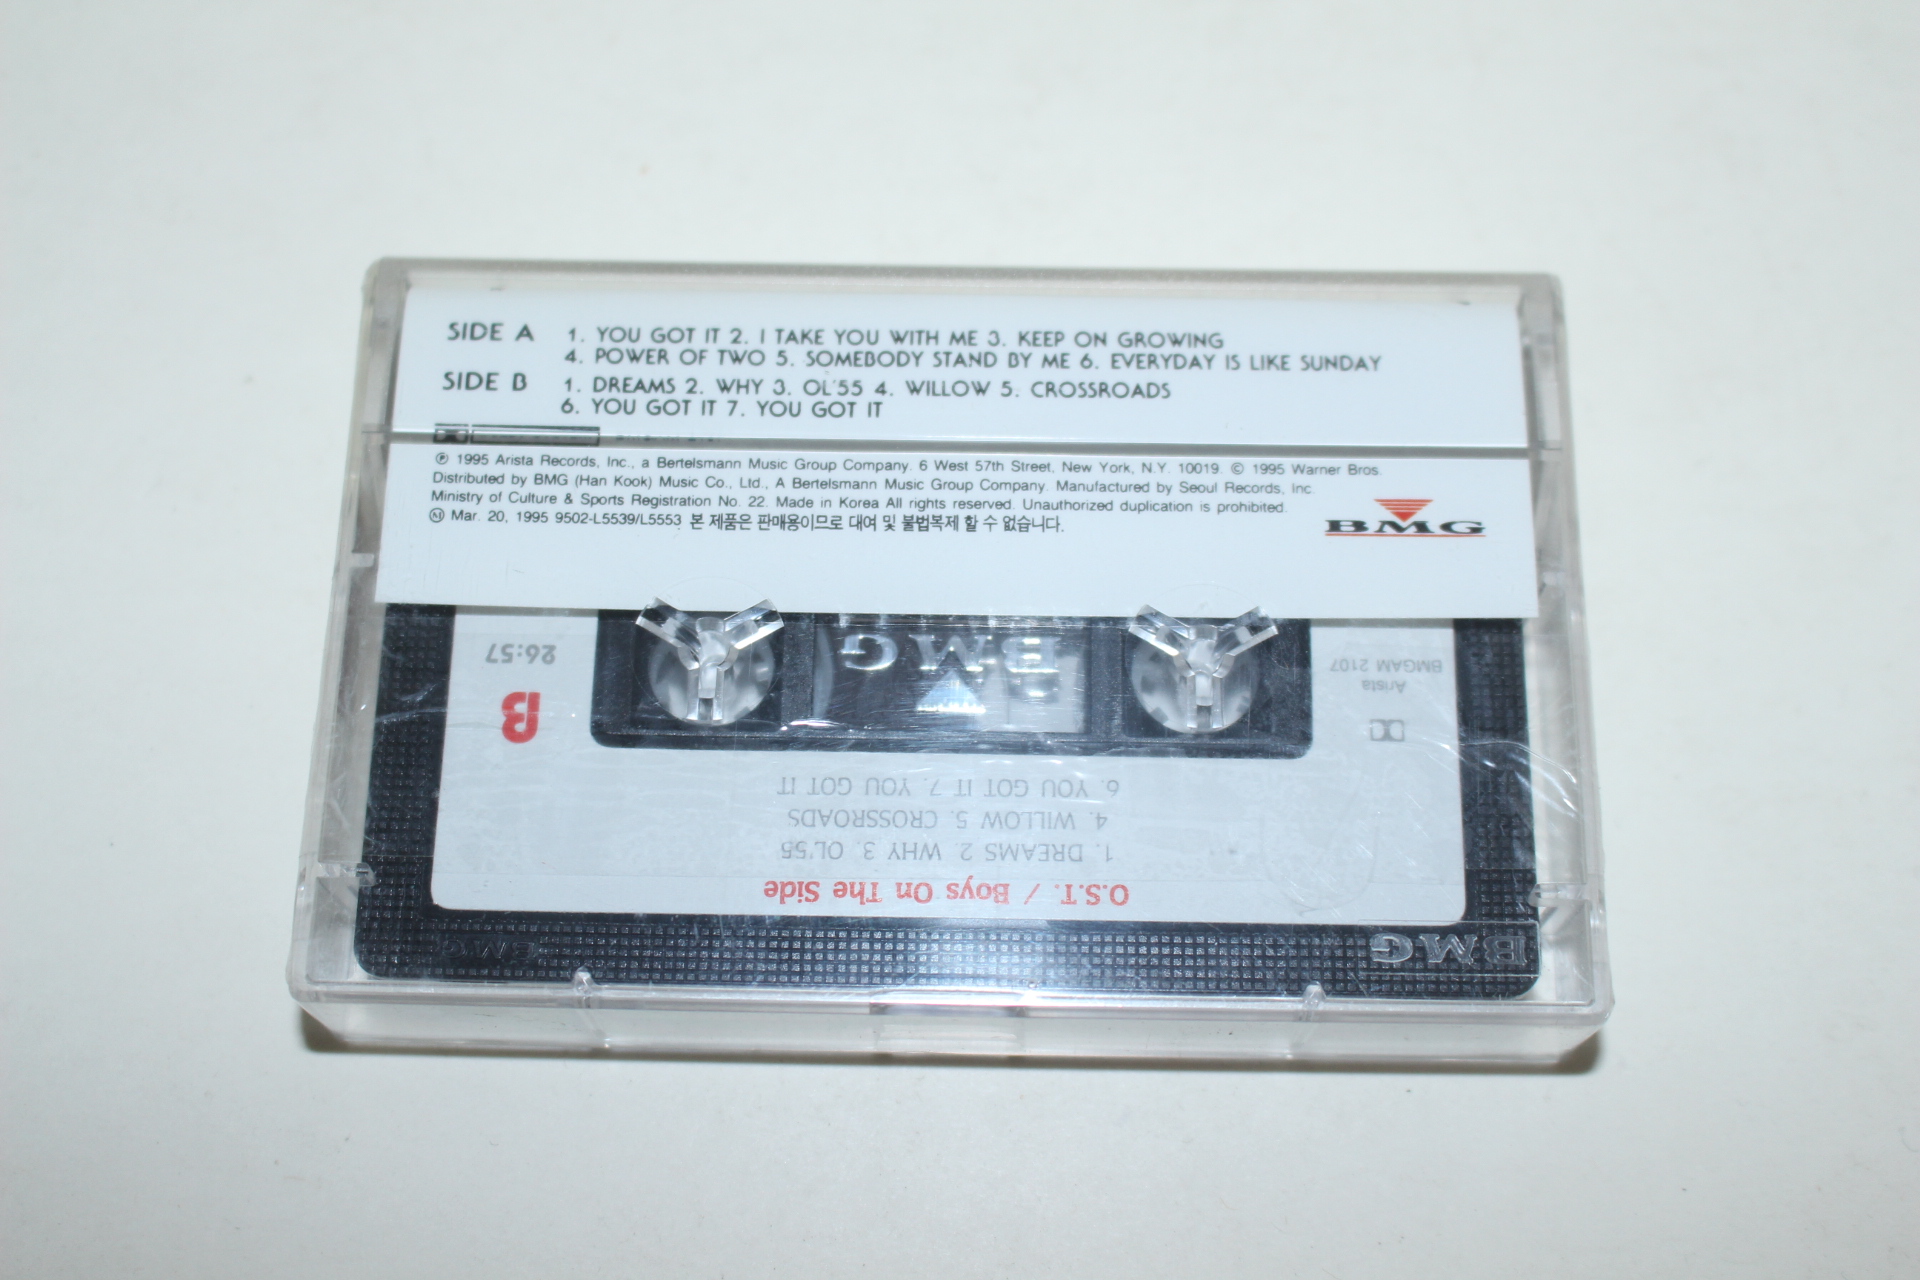 SIDE A 1. YOU GOT IT 2. I TAKE YOU WITH ME 3. KEEP ON GROWING
4. POWER OF TWO 5. SOMEBODY STAND BY ME 6. EVERYDAY IS LIKE SUNDAY
SIDE B 1. DREAMS 2. WHY 3. OL'55 4. WILLOW 5. CROSSROADS
6. YOU GOT IT 7. YOU GOT IT
℗ 1995 Arista Records, Inc., a Bertelsmann Music Group Company. 6 West 57th Street, New York, N.Y. 10019. © 1995 Warner Bros.
Distributed by BMG (Han Kook) Music Co., Ltd., A Bertelsmann Music Group Company. Manufactured by Seoul Records, Inc.
Ministry of Culture & Sports Registration No. 22. Made in Korea All rights reserved. Unauthorized duplication is prohibited.
Ⓜ Mar. 20, 1995 9502-L5539/L5553 본 제품은 판매용이므로 대여 및 불법복제 할 수 없습니다.
BMG
BMG
26:57
B
BMGAM 2107
Arista
O.S.T. / Boys On The Side
1. DREAMS 2. WHY 3. OL'55
4. WILLOW 5. CROSSROADS
6. YOU GOT IT 7. YOU GOT IT
BMG
BMG